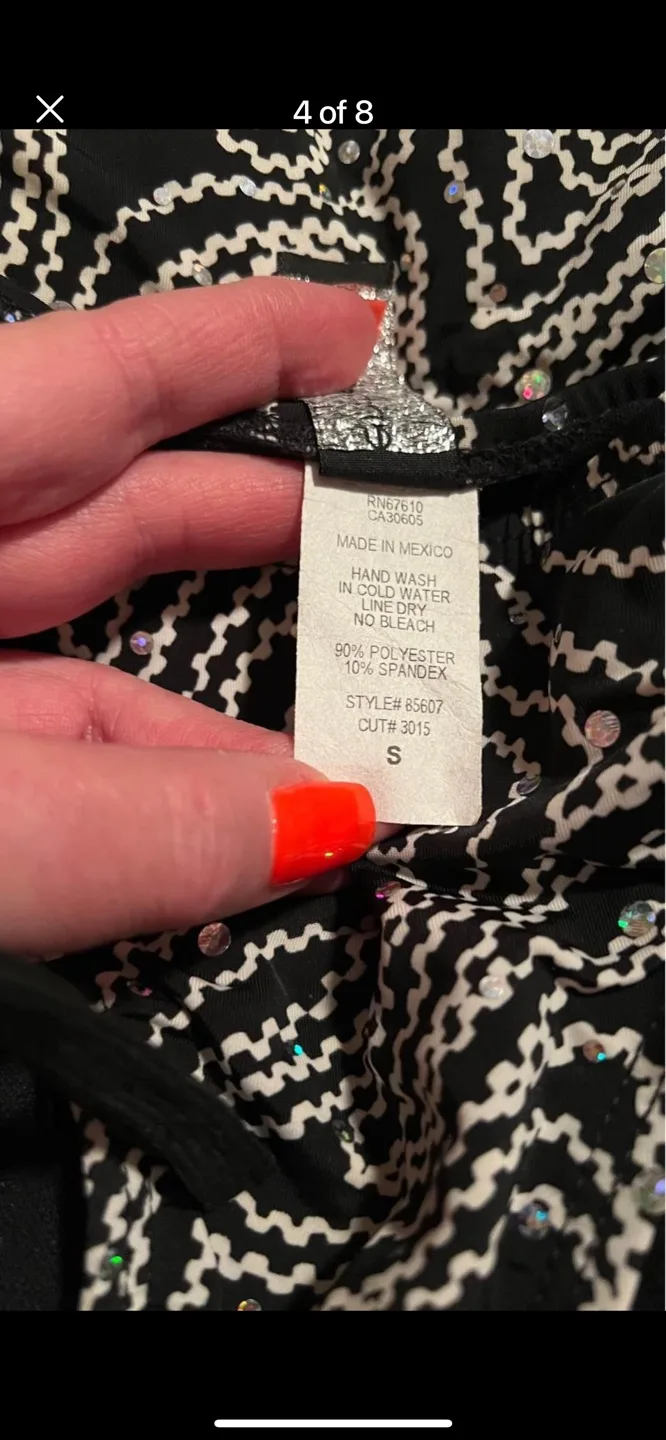 4 of 8
RN67610
CA30605
MADE IN MEXICO
HAND WASH
IN COLD WATER
LINE DRY
NO BLEACH
90% POLYESTER
10% SPANDEX
STYLE# 85607
CUT# 3015
S